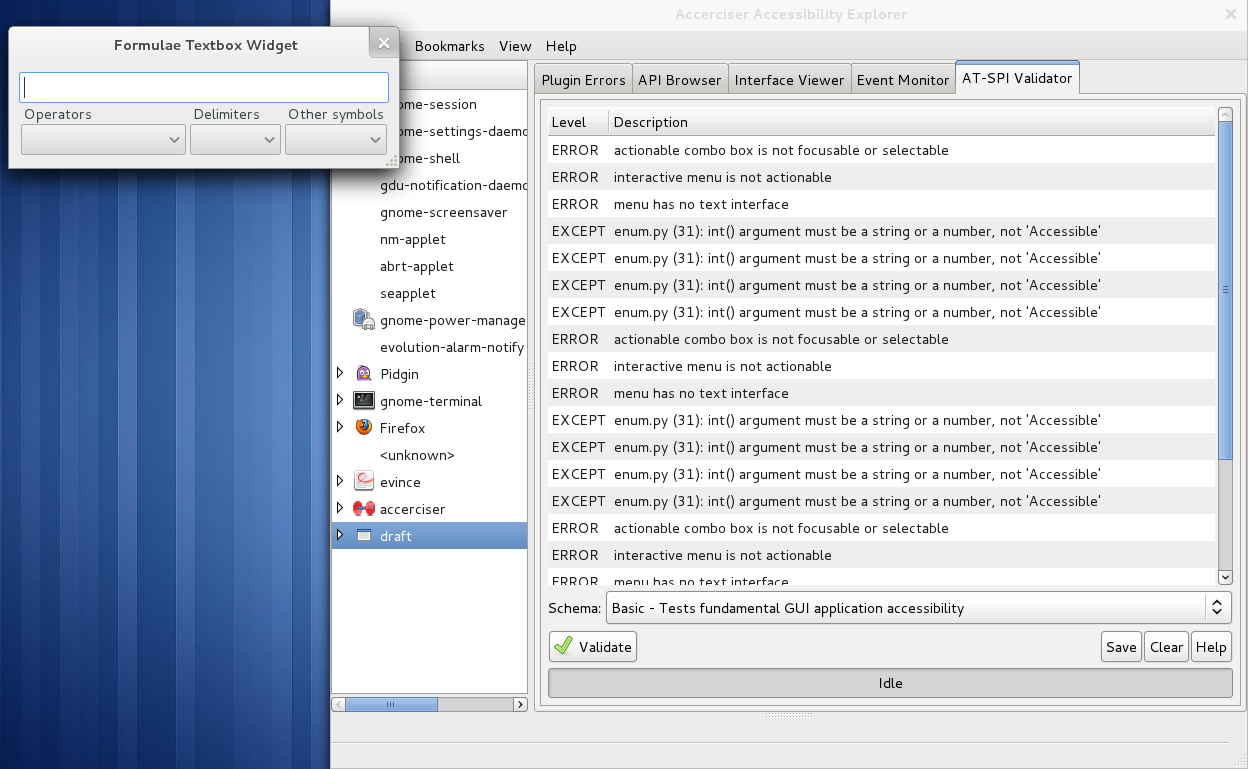 Accerciser Accessibility Explorer
Formulae Textbox Widget
Operators Delimiters Other symbols
Bookmarks View Help
ome-session
ome-settings-daemo
ome-shell
gdu-notification-daemo
gnome-screensaver
nm-applet
abrt-applet
seapplet
gnome-power-manage
evolution-alarm-notify
Pidgin
gnome-terminal
Firefox
<unknown>
evince
accerciser
draft
Plugin Errors API Browser Interface Viewer Event Monitor AT-SPI Validator
Level Description
ERROR actionable combo box is not focusable or selectable
ERROR interactive menu is not actionable
ERROR menu has no text interface
EXCEPT enum.py (31): int() argument must be a string or a number, not 'Accessible'
EXCEPT enum.py (31): int() argument must be a string or a number, not 'Accessible'
EXCEPT enum.py (31): int() argument must be a string or a number, not 'Accessible'
EXCEPT enum.py (31): int() argument must be a string or a number, not 'Accessible'
ERROR actionable combo box is not focusable or selectable
ERROR interactive menu is not actionable
ERROR menu has no text interface
EXCEPT enum.py (31): int() argument must be a string or a number, not 'Accessible'
EXCEPT enum.py (31): int() argument must be a string or a number, not 'Accessible'
EXCEPT enum.py (31): int() argument must be a string or a number, not 'Accessible'
EXCEPT enum.py (31): int() argument must be a string or a number, not 'Accessible'
ERROR actionable combo box is not focusable or selectable
ERROR interactive menu is not actionable
ERROR menu has no text interface
Schema: Basic - Tests fundamental GUI application accessibility
Validate Save Clear Help
Idle